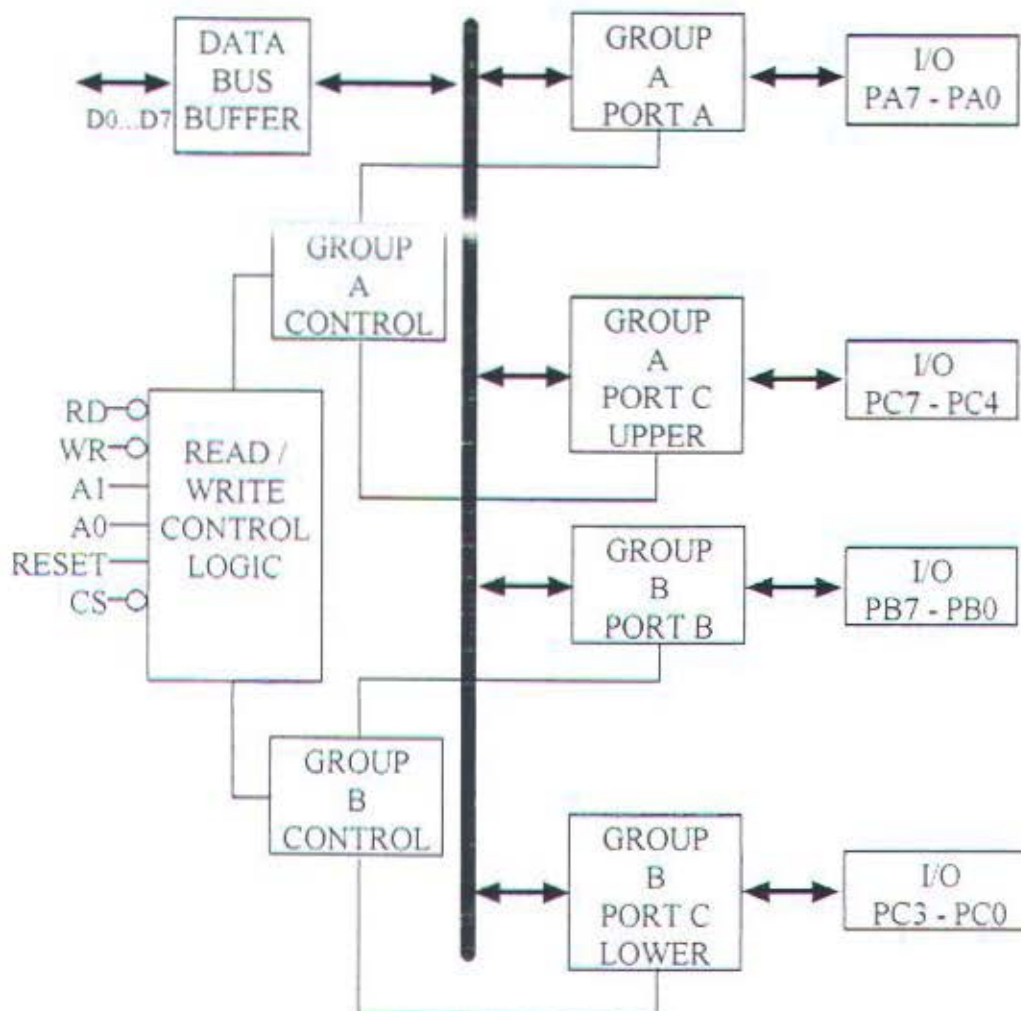 DATA
BUS
BUFFER
D0...D7
GROUP
A
PORT A
I/O
PA7 - PA0
GROUP
A
CONTROL
GROUP
A
PORT C
UPPER
I/O
PC7 - PC4
RD
WR
A1
A0
RESET
CS
READ /
WRITE
CONTROL
LOGIC
GROUP
B
PORT B
I/O
PB7 - PB0
GROUP
B
CONTROL
GROUP
B
PORT C
LOWER
I/O
PC3 - PC0